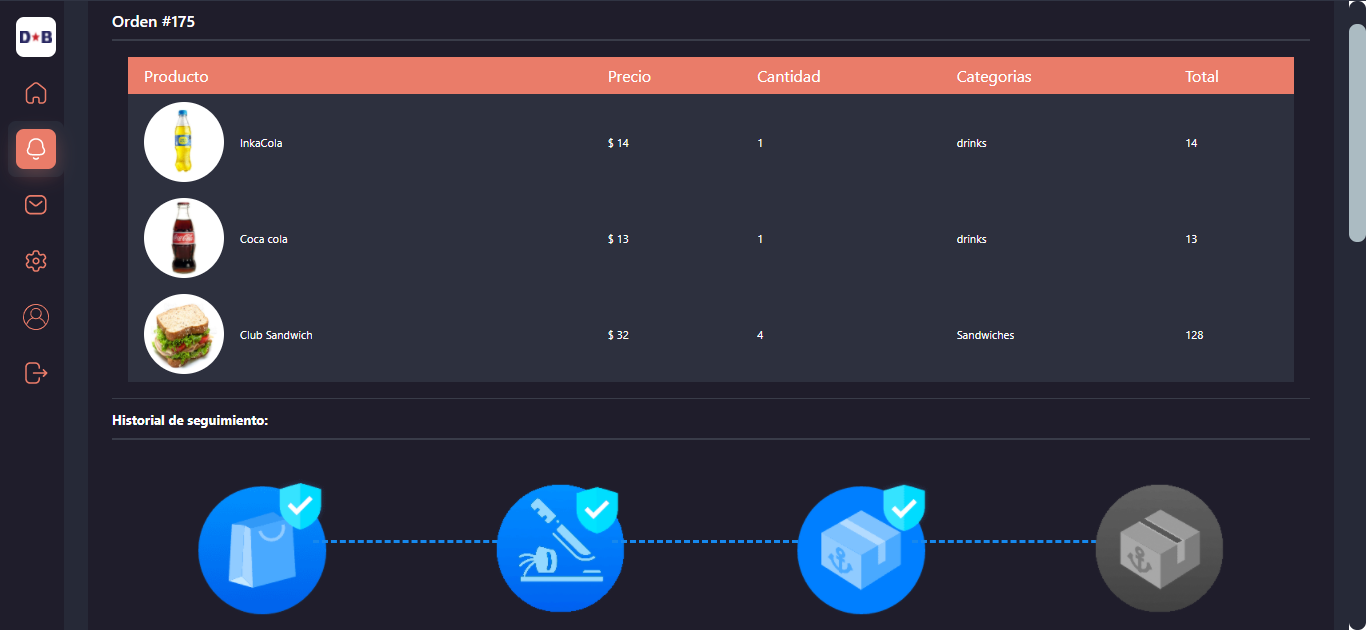 D★B
Orden #175
Producto Precio Cantidad Categorias Total
InkaCola $ 14 1 drinks 14
Coca cola $ 13 1 drinks 13
Club Sandwich $ 32 4 Sandwiches 128
Historial de seguimiento: